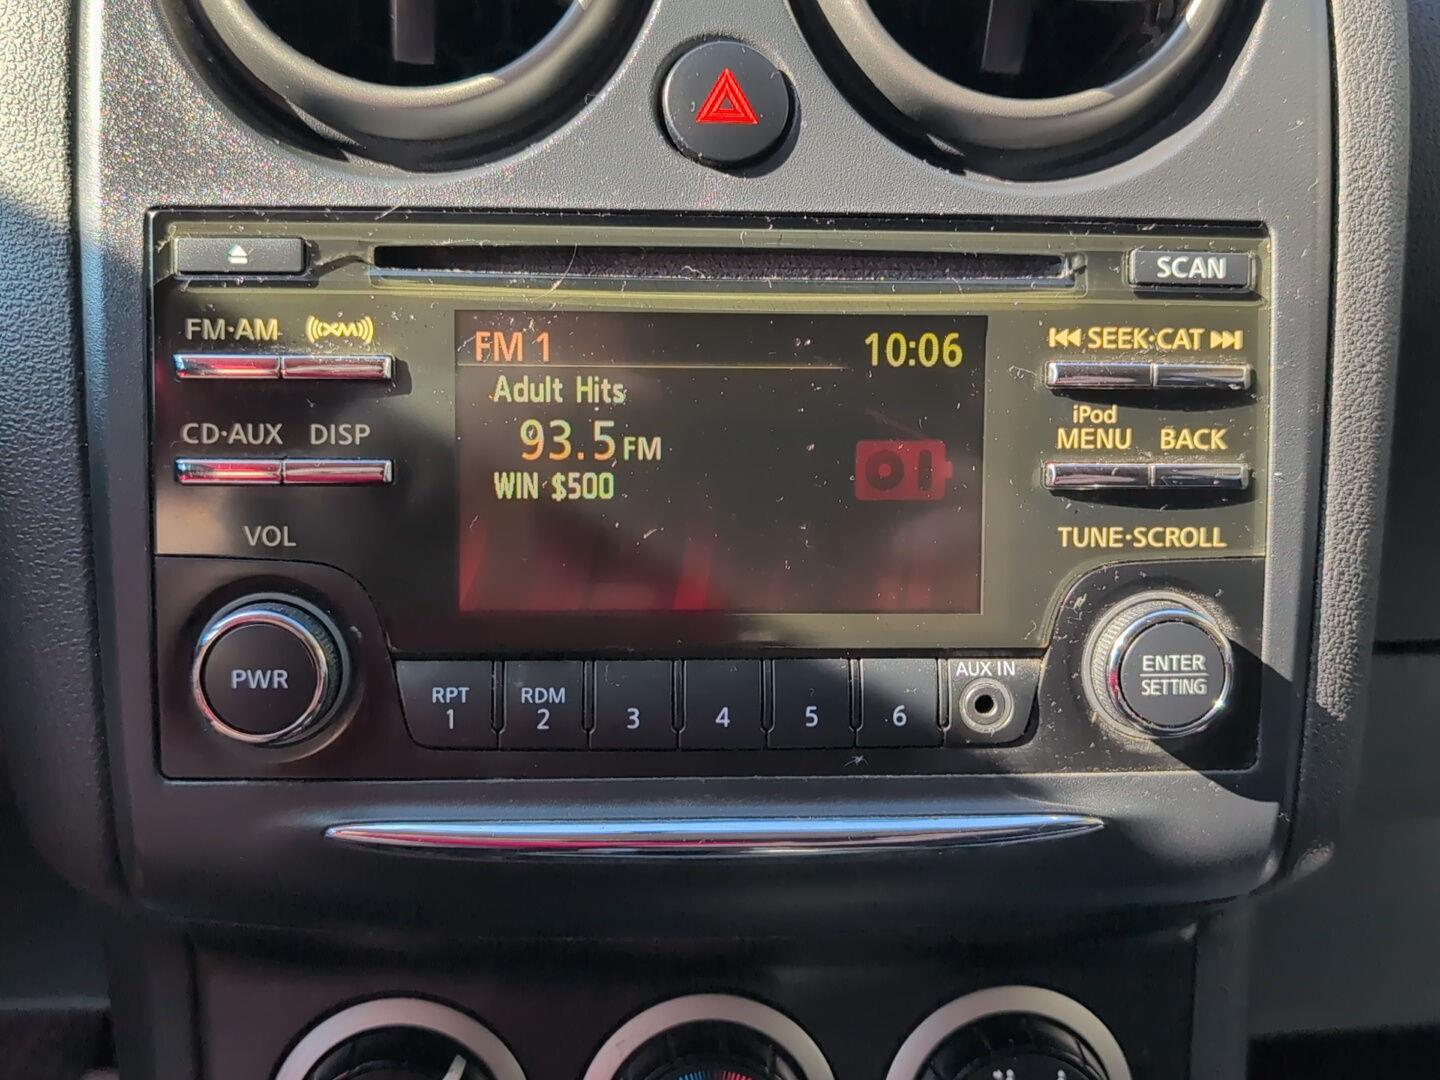 SCAN
FM·AM
((XM))
SEEK·CAT
FM 1
10:06
Adult Hits
93.5 FM
WIN $500
CD·AUX
DISP
iPod
MENU
BACK
VOL
TUNE·SCROLL
PWR
RPT
1
RDM
2
3
4
5
6
AUX IN
ENTER
SETTING